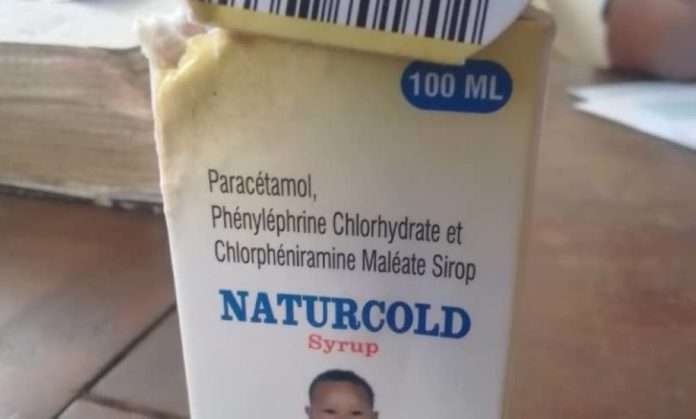 100 ML
Paracétamol,
Phényléphrine Chlorhydrate et
Chlorphéniramine Maléate Sirop
NATURCOLD
Syrup